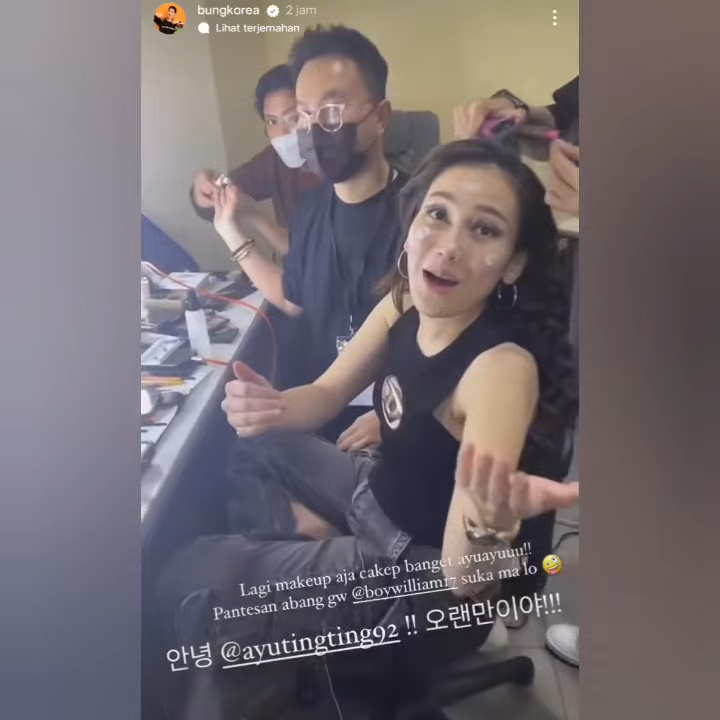 bungkorea 2 jam
Lihat terjemahan
Lagi makeup aja cakep banget ayuayuuu!!
Pantesan abang gw @boywilliam17 suka ma lo 🤪
안녕 @ayutingting92 !! 오랜만이야!!!